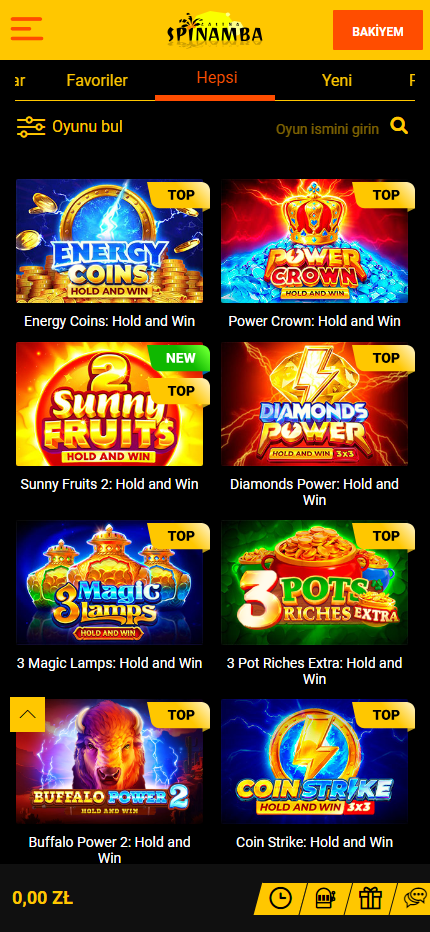 CASINO
SPINAMBA
BAKİYEM
ar
Favoriler
Hepsi
Yeni
Oyunu bul
Oyun ismini girin
TOP
ENERGY
COINS
HOLD AND WIN
Energy Coins: Hold and Win
TOP
POWER
CROWN
HOLD AND WIN
Power Crown: Hold and Win
NEW
TOP
2
Sunny
FRUITS
HOLD AND WIN
Sunny Fruits 2: Hold and Win
TOP
DIAMONDS
POWER
HOLD AND WIN 3X3
Diamonds Power: Hold and
Win
TOP
3 Magic
Lamps
HOLD AND WIN
3 Magic Lamps: Hold and Win
TOP
3 POTS
RICHES EXTRA
3 Pot Riches Extra: Hold and
Win
TOP
BUFFALO POWER 2
HOLD AND WIN
Buffalo Power 2: Hold and
Win
TOP
COIN STRIKE
HOLD AND WIN 3X3
Coin Strike: Hold and Win
0,00 ZŁ